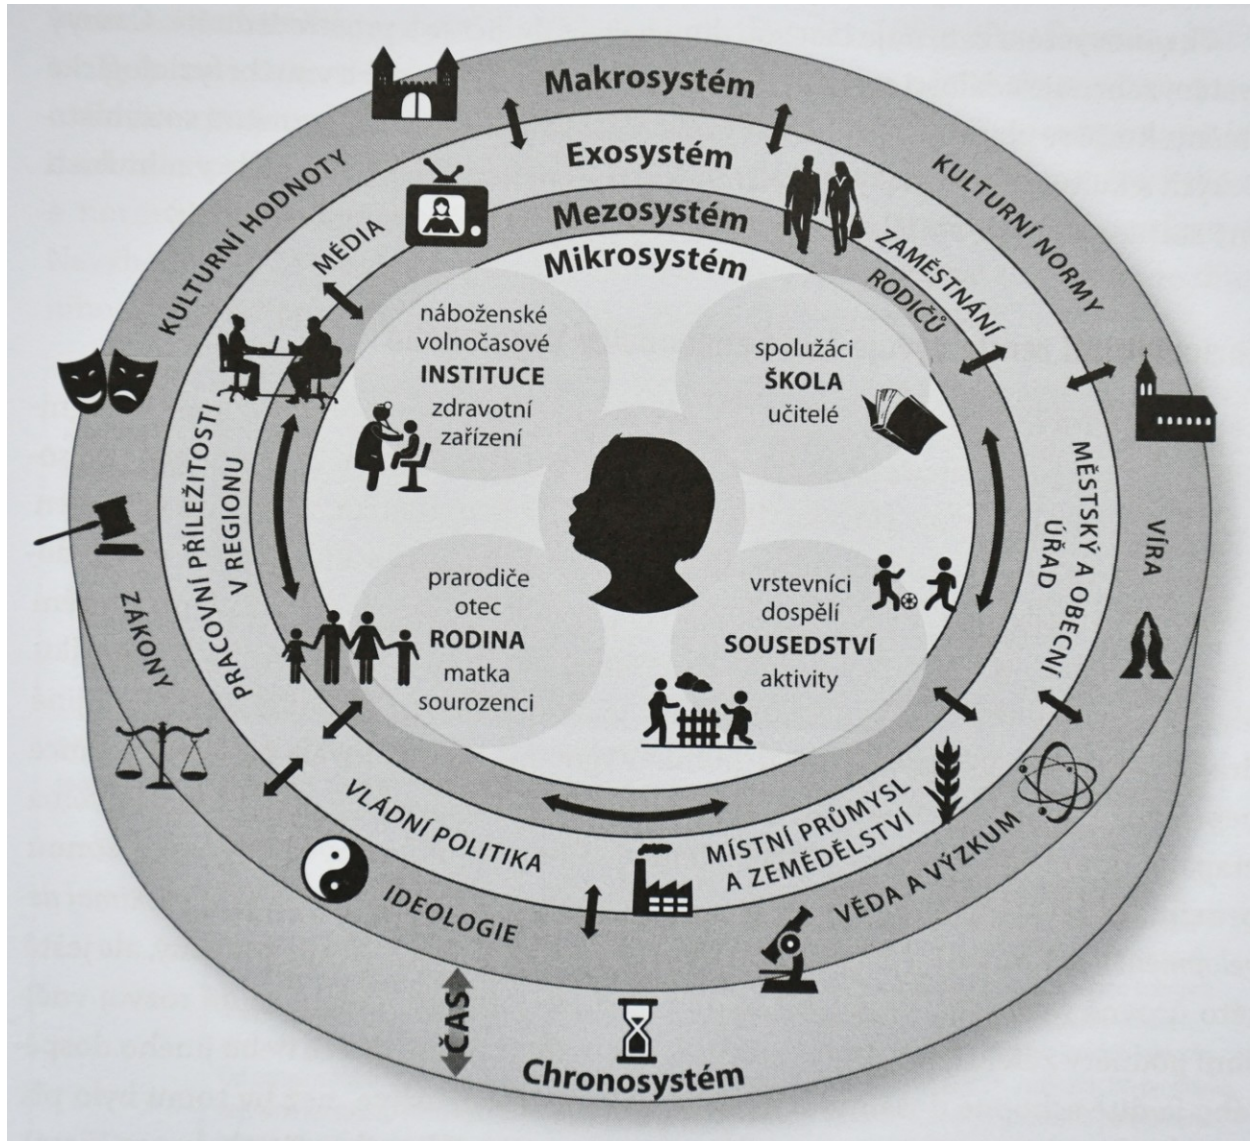 Makrosystém
Exosystém
Mezosystém
Mikrosystém
KULTURNÍ HODNOTY
KULTURNÍ NORMY
MÉDIA
ZAMĚSTNÁNÍ
RODIČŮ
náboženské
volnočasové
INSTITUCE
zdravotní
zařízení
spolužáci
ŠKOLA
učitelé
PRACOVNÍ PŘÍLEŽITOSTI
V REGIONU
MĚSTSKÝ A OBECNÍ
ÚŘAD
VÍRA
ZÁKONY
prarodiče
otec
RODINA
matka
sourozenci
vrstevníci
dospělí
SOUSEDSTVÍ
aktivity
VLÁDNÍ POLITIKA
MÍSTNÍ PRŮMYSL
A ZEMĚDĚLSTVÍ
IDEOLOGIE
VĚDA A VÝZKUM
ČAS
Chronosystém